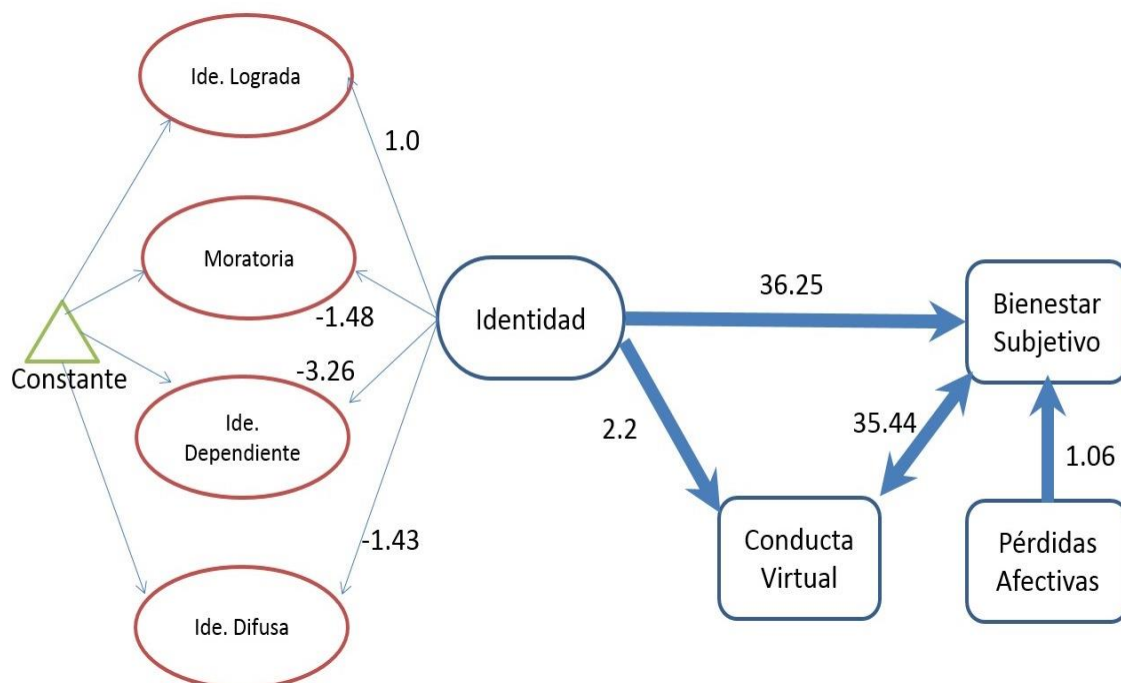 Ide. Lograda
1.0
Moratoria
-1.48
Constante
-3.26
Ide.
Dependiente
-1.43
Ide. Difusa
Identidad
36.25
Bienestar
Subjetivo
2.2
35.44
1.06
Conducta
Virtual
Pérdidas
Afectivas